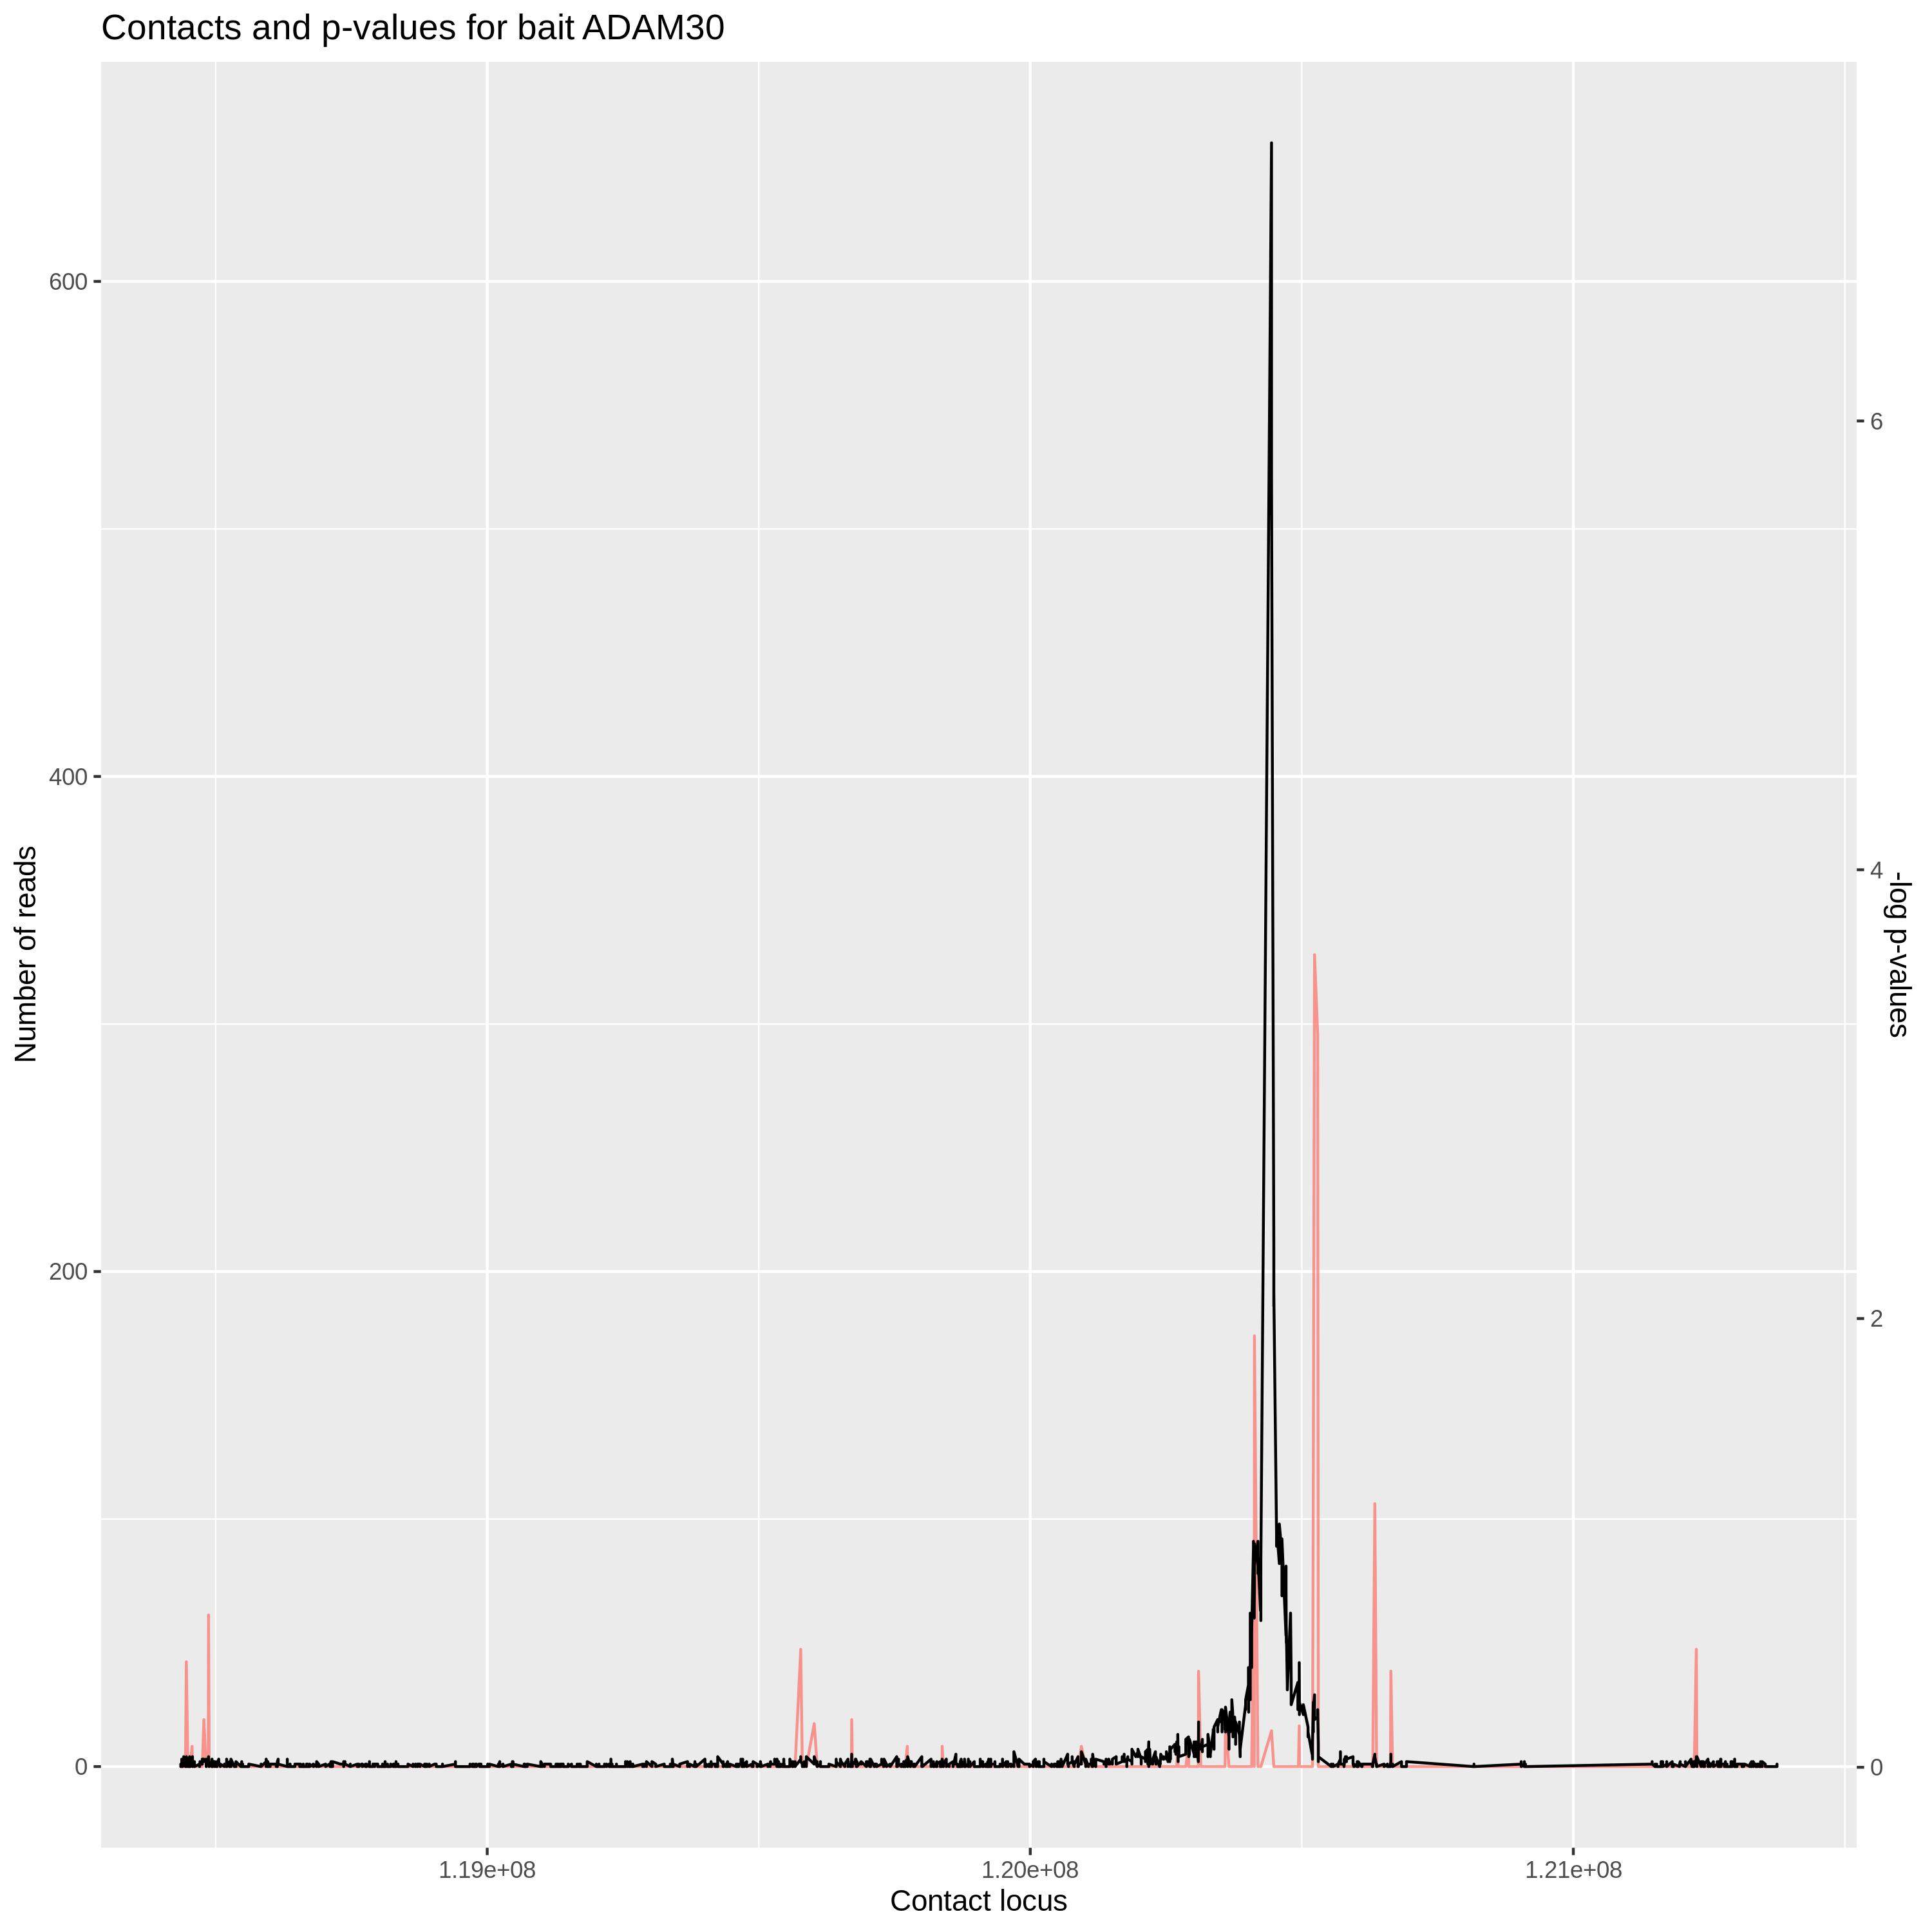 Contacts and p-values for bait ADAM30
600
400
200
0
6
4
2
0
Number of reads
-log p-values
1.19e+08
1.20e+08
1.21e+08
Contact locus